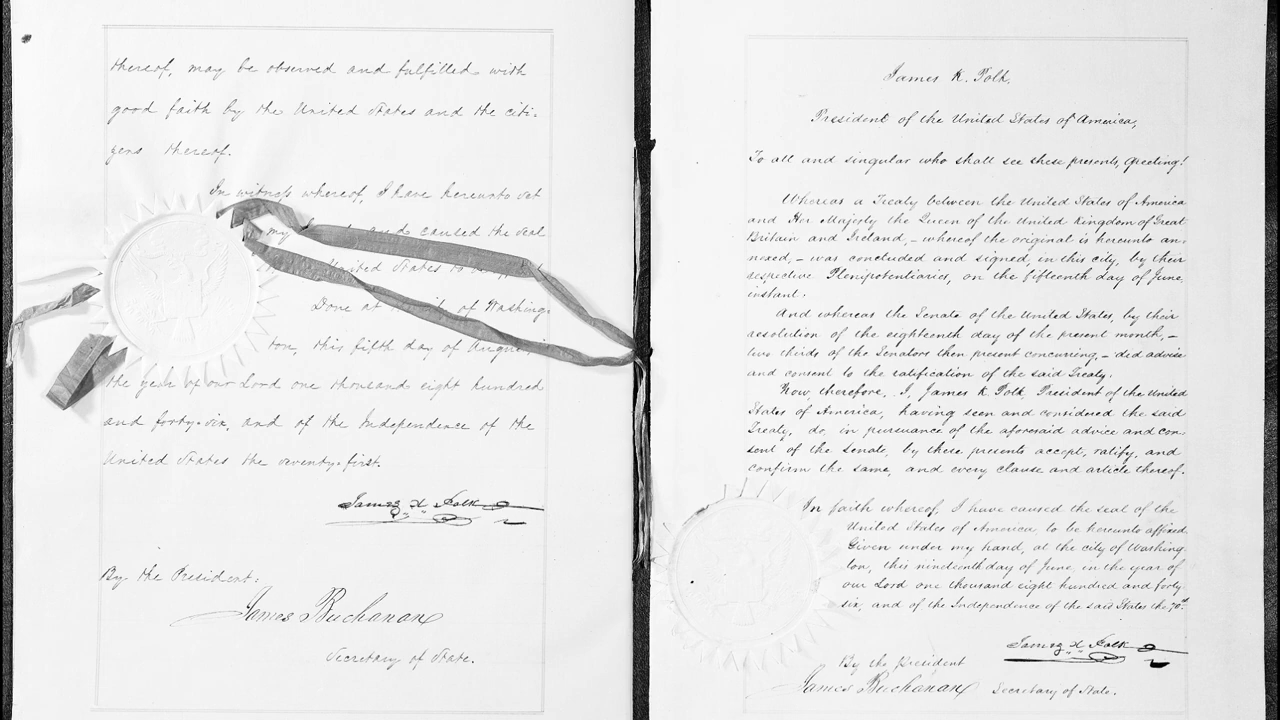 thereof, may be observed and fulfilled with
good faith by the United States and the citi-
zens thereof.
In witness whereof, I have hereunto set
my and caused the seal
United States to
Done at of Washing-
ton, this fifth day of August
the year of our Lord one thousand eight hundred
and forty-six, and of the Independence of the
United States the seventy-first.
James K. Polk
By the President:
James Buchanan
Secretary of State.
James K. Polk,
President of the United States of America,
To all and singular who shall see these presents, Greeting!
Whereas a Treaty between the United States of America
and Her Majesty the Queen of the United Kingdom of Great
Britain and Ireland, - whereof the original is hereunto an-
nexed, - was concluded and signed, in this city, by their
respective Plenipotentiaries, on the fifteenth day of June,
instant.
And whereas the Senate of the United States, by their
resolution of the eighteenth day of the present month, -
two thirds of the Senators then present concurring, - did advise
and consent to the ratification of the said Treaty.
Now, therefore, I, James K. Polk, President of the United
States of America, having seen and considered the said
Treaty, do, in pursuance of the aforesaid advice and con-
sent of the Senate, by these presents accept, ratify, and
confirm the same, and every clause and article thereof.
In faith whereof, I have caused the seal of the
United States of America to be hereunto affixed.
Given under my hand, at the city of Washing-
ton, this nineteenth day of June, in the year of
our Lord one thousand eight hundred and forty-
six, and of the Independence of the said States the 70th.
James K. Polk
By the President
James Buchanan Secretary of State.